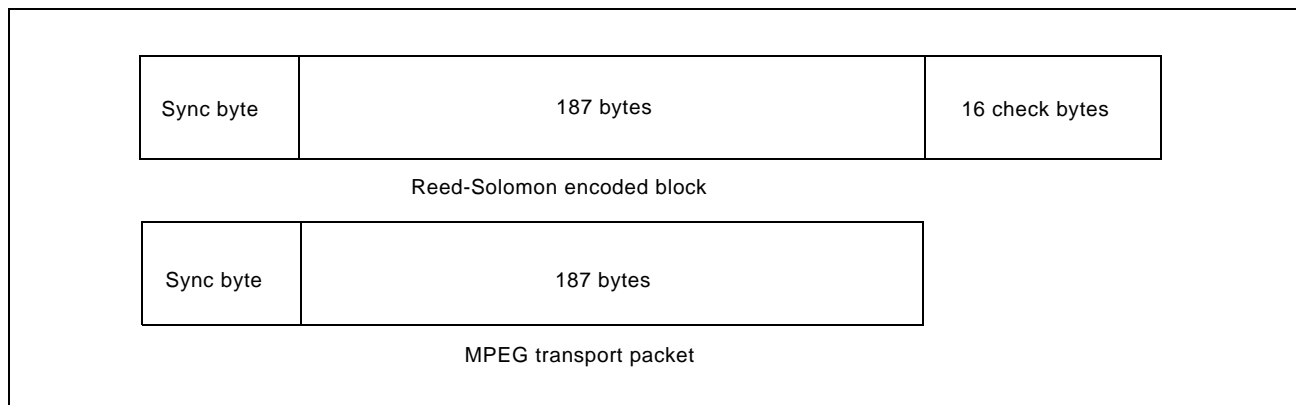 Sync byte 187 bytes 16 check bytes
Reed-Solomon encoded block
Sync byte 187 bytes
MPEG transport packet